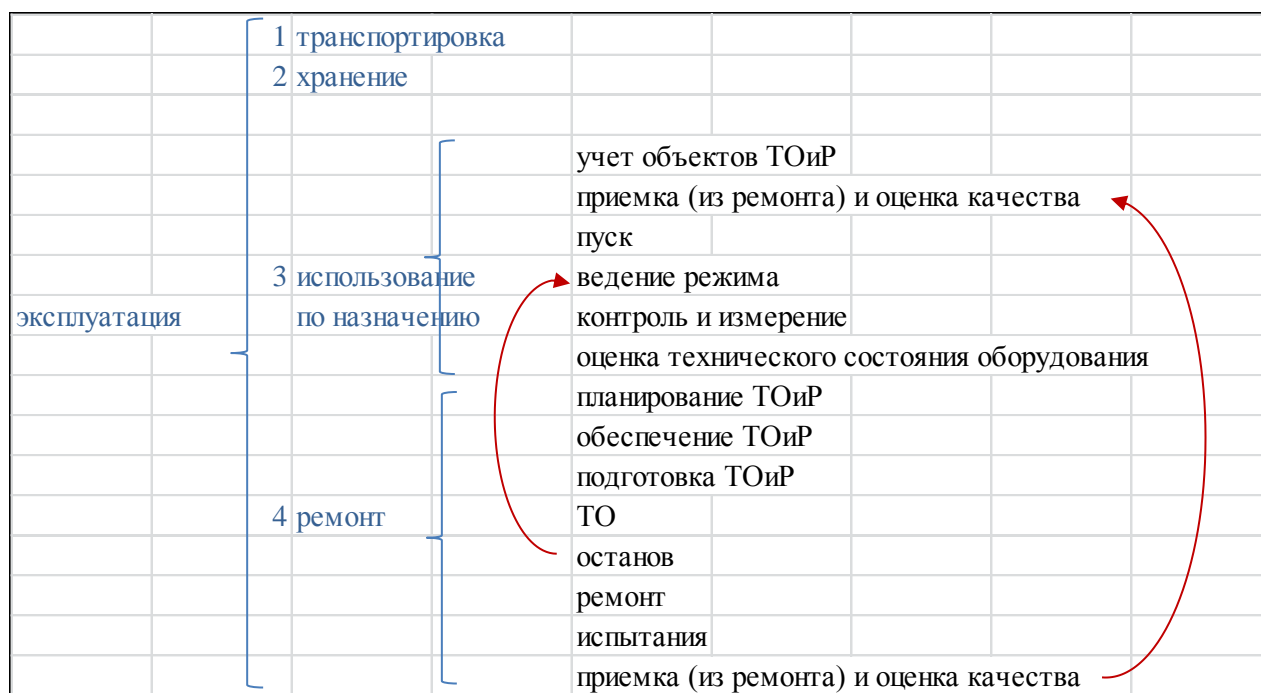 1 транспортировка
2 хранение
учет объектов ТОиР
приемка (из ремонта) и оценка качества
пуск
3 использование ведение режима
эксплуатация по назначению контроль и измерение
оценка технического состояния оборудования
планирование ТОиР
обеспечение ТОиР
подготовка ТОиР
4 ремонт ТО
останов
ремонт
испытания
приемка (из ремонта) и оценка качества